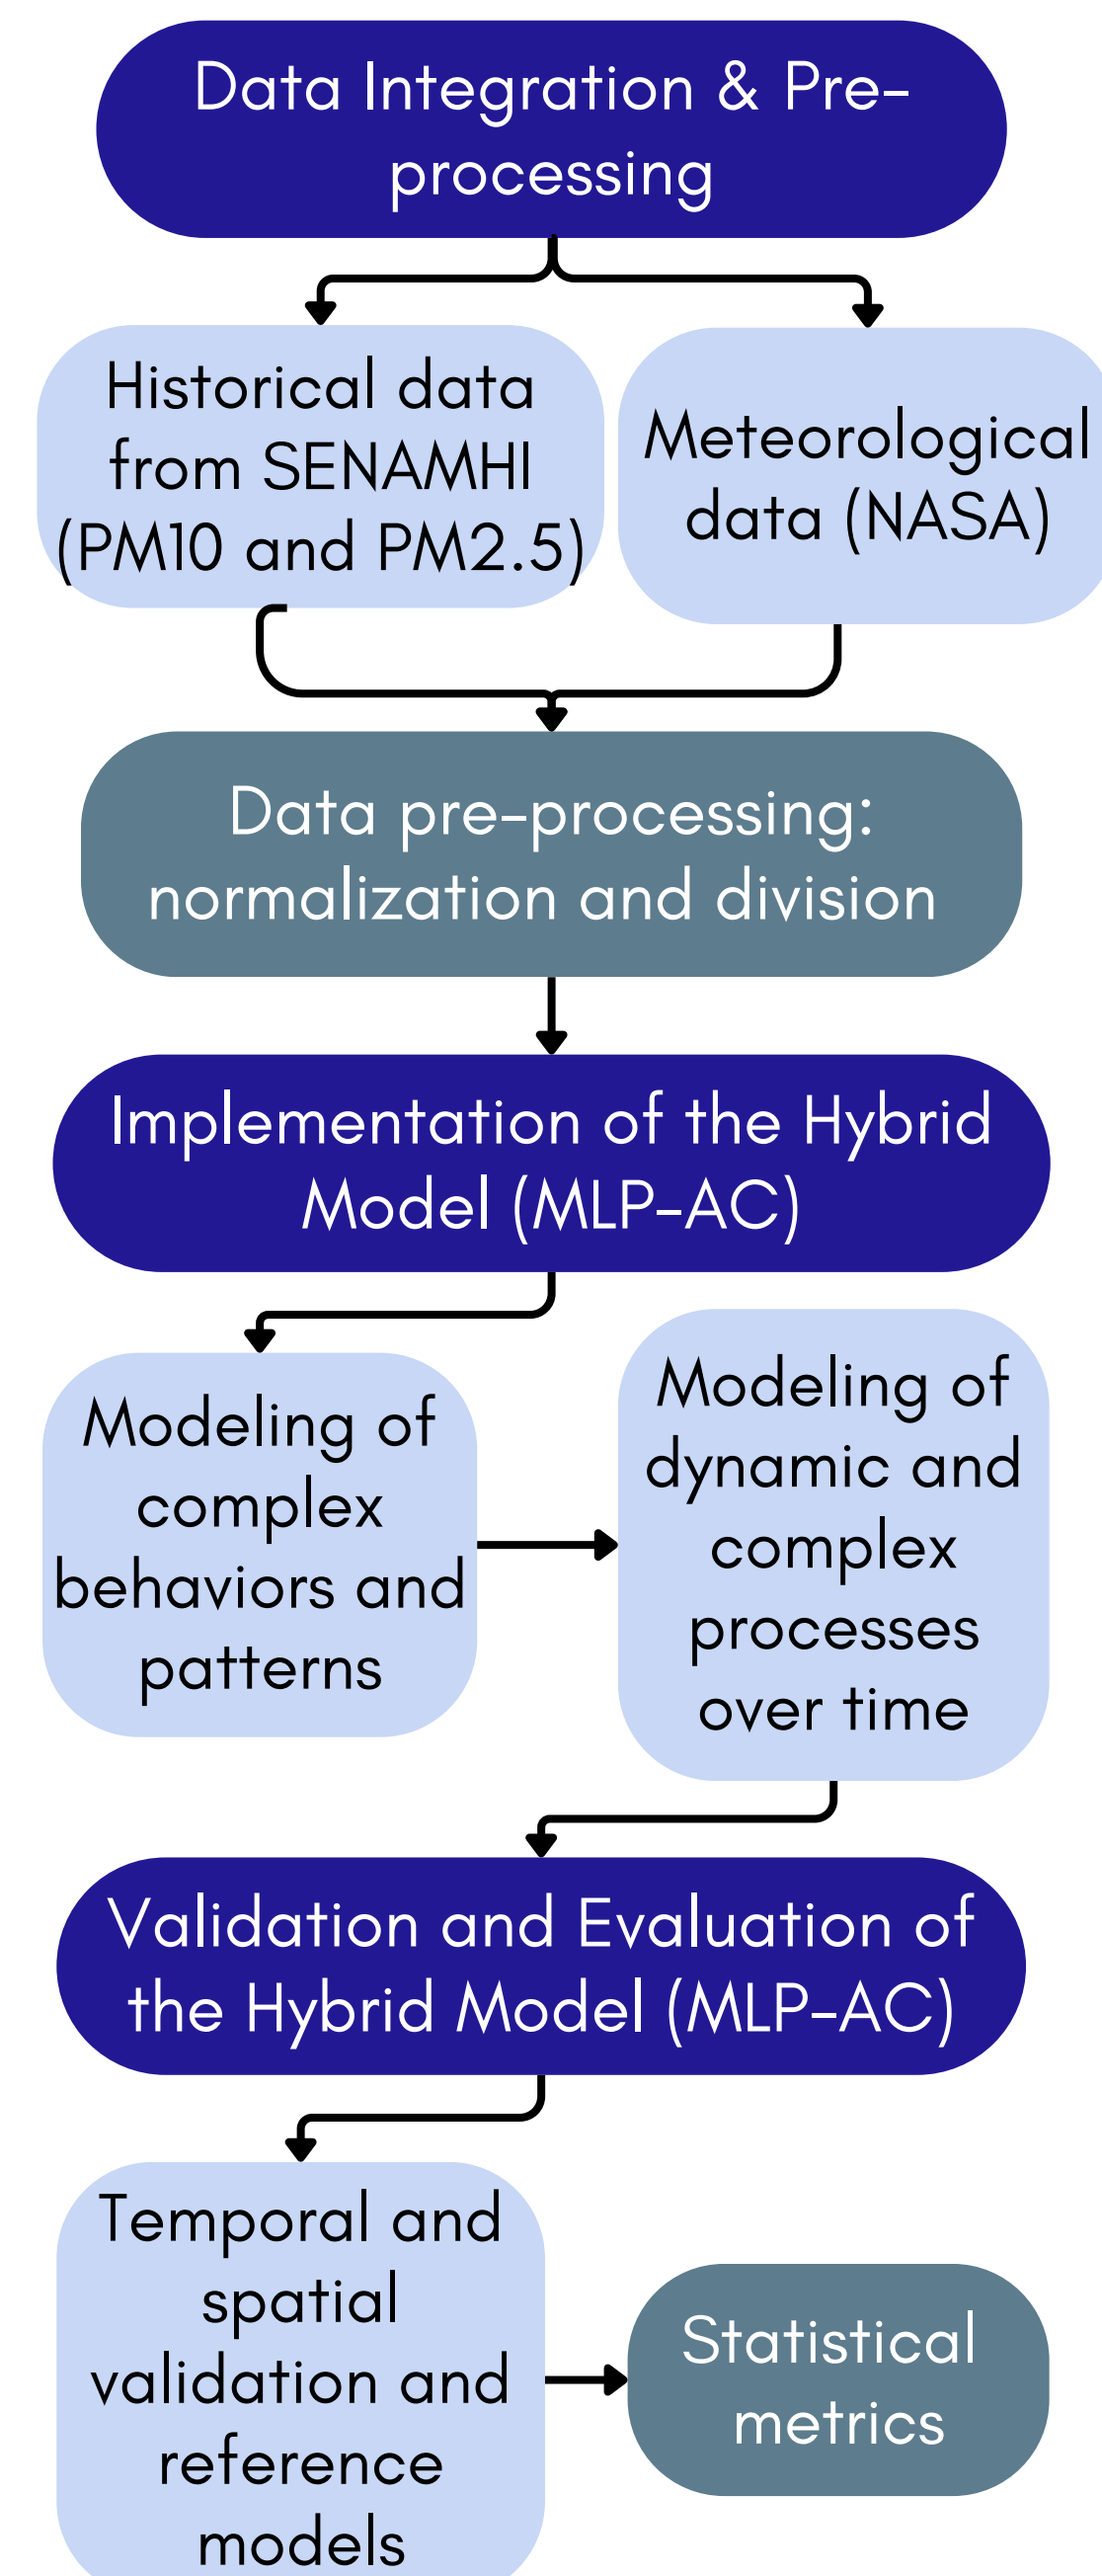 Data Integration & Pre-
processing
Historical data
from SENAMHI
(PM10 and PM2.5)
Meteorological
data (NASA)
Data pre-processing:
normalization and division
Implementation of the Hybrid
Model (MLP-AC)
Modeling of
complex
behaviors and
patterns
Modeling of
dynamic and
complex
processes
over time
Validation and Evaluation of
the Hybrid Model (MLP-AC)
Temporal and
spatial
validation and
reference
models
Statistical
metrics